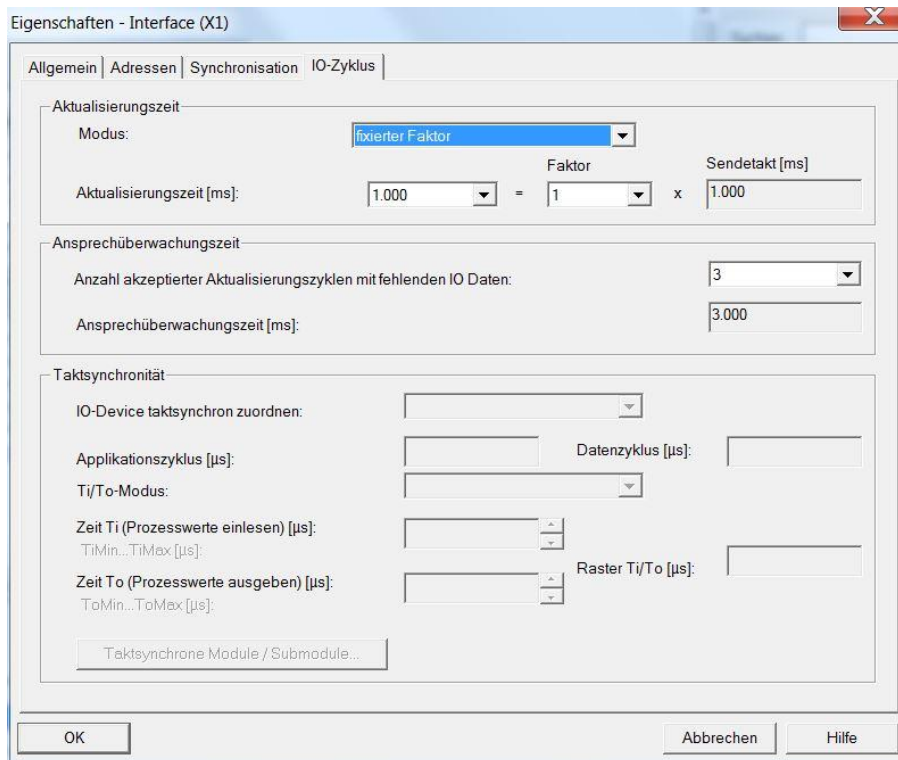 Eigenschaften - Interface (X1)
Allgemein Adressen Synchronisation IO-Zyklus
Aktualisierungszeit
Modus: fixierter Faktor
Faktor Sendetakt [ms]
Aktualisierungszeit [ms]: 1.000 = 1 x 1.000
Ansprechüberwachungszeit
Anzahl akzeptierter Aktualisierungszyklen mit fehlenden IO Daten: 3
Ansprechüberwachungszeit [ms]: 3.000
Taktsynchronität
IO-Device taktsynchron zuordnen:
Applikationszyklus [µs]: Datenzyklus [µs]:
Ti/To-Modus:
Zeit Ti (Prozesswerte einlesen) [µs]:
TiMin...TiMax [µs]:
Raster Ti/To [µs]:
Zeit To (Prozesswerte ausgeben) [µs]:
ToMin...ToMax [µs]:
Taktsynchrone Module / Submodule...
OK Abbrechen Hilfe